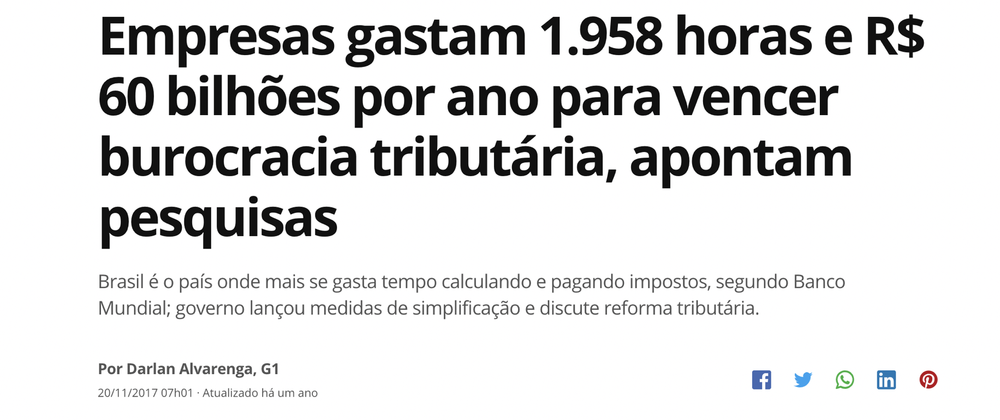 Empresas gastam 1.958 horas e R$
60 bilhões por ano para vencer
burocracia tributária, apontam
pesquisas
Brasil é o país onde mais se gasta tempo calculando e pagando impostos, segundo Banco
Mundial; governo lançou medidas de simplificação e discute reforma tributária.
Por Darlan Alvarenga, G1
20/11/2017 07h01 · Atualizado há um ano